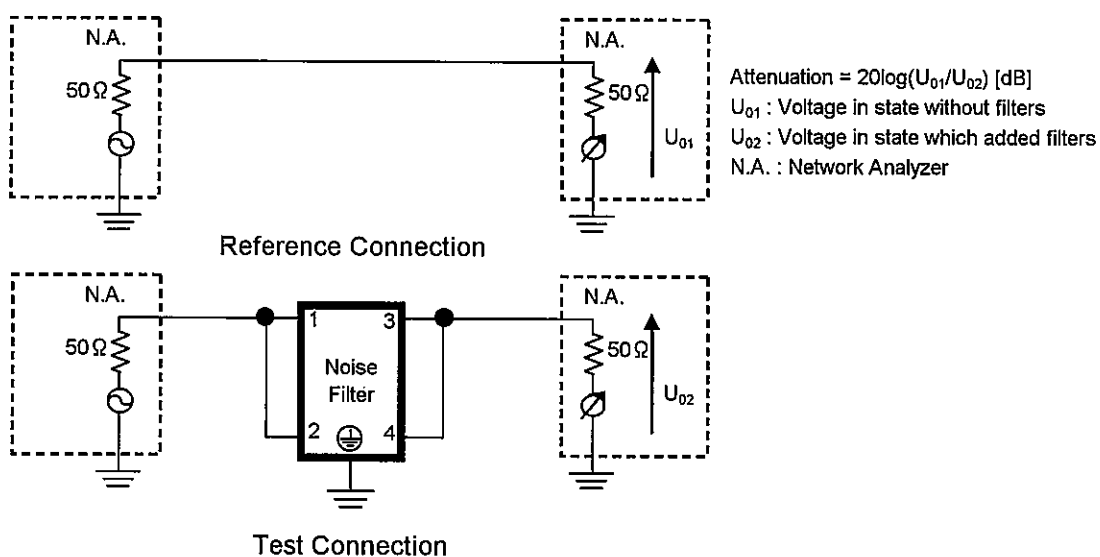 N.A.
50Ω
N.A.
50Ω
U01
Attenuation = 20log(U01/U02) [dB]
U01 : Voltage in state without filters
U02 : Voltage in state which added filters
N.A. : Network Analyzer
Reference Connection
N.A.
50Ω
1
3
Noise
Filter
2
4
N.A.
50Ω
U02
Test Connection